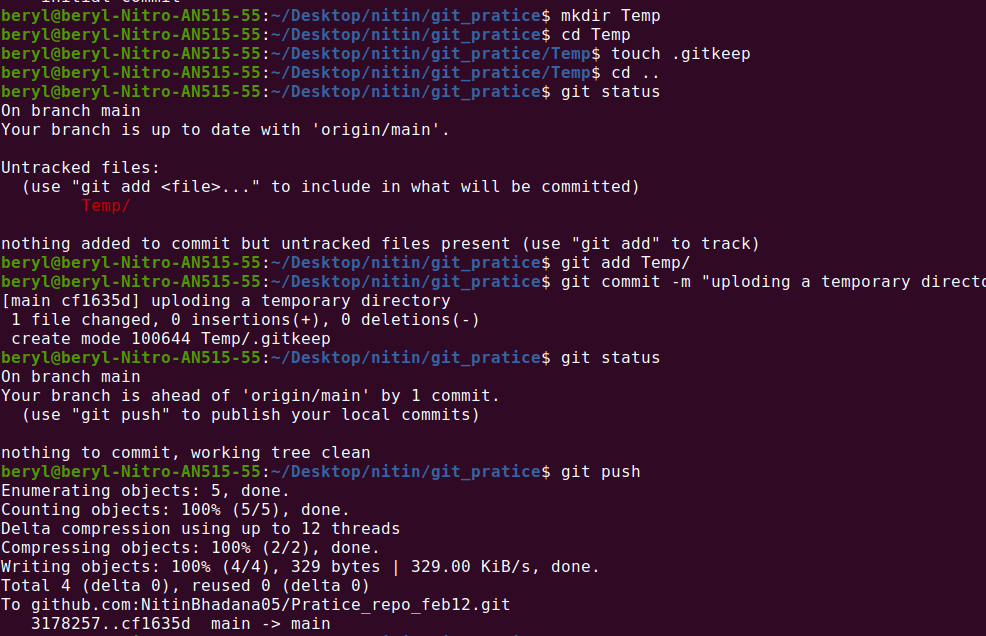 initial commit
beryl@beryl-Nitro-AN515-55:~/Desktop/nitin/git_pratice$ mkdir Temp
beryl@beryl-Nitro-AN515-55:~/Desktop/nitin/git_pratice$ cd Temp
beryl@beryl-Nitro-AN515-55:~/Desktop/nitin/git_pratice/Temp$ touch .gitkeep
beryl@beryl-Nitro-AN515-55:~/Desktop/nitin/git_pratice/Temp$ cd ..
beryl@beryl-Nitro-AN515-55:~/Desktop/nitin/git_pratice$ git status
On branch main
Your branch is up to date with 'origin/main'.
Untracked files:
  (use "git add <file>..." to include in what will be committed)
        Temp/
nothing added to commit but untracked files present (use "git add" to track)
beryl@beryl-Nitro-AN515-55:~/Desktop/nitin/git_pratice$ git add Temp/
beryl@beryl-Nitro-AN515-55:~/Desktop/nitin/git_pratice$ git commit -m "uploding a temporary directo
[main cf1635d] uploding a temporary directory
 1 file changed, 0 insertions(+), 0 deletions(-)
 create mode 100644 Temp/.gitkeep
beryl@beryl-Nitro-AN515-55:~/Desktop/nitin/git_pratice$ git status
On branch main
Your branch is ahead of 'origin/main' by 1 commit.
  (use "git push" to publish your local commits)
nothing to commit, working tree clean
beryl@beryl-Nitro-AN515-55:~/Desktop/nitin/git_pratice$ git push
Enumerating objects: 5, done.
Counting objects: 100% (5/5), done.
Delta compression using up to 12 threads
Compressing objects: 100% (2/2), done.
Writing objects: 100% (4/4), 329 bytes | 329.00 KiB/s, done.
Total 4 (delta 0), reused 0 (delta 0)
To github.com:NitinBhadana05/Pratice_repo_feb12.git
   3178257..cf1635d  main -> main